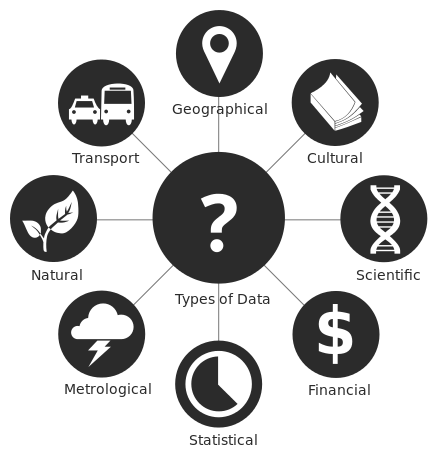 Geographical
Transport
Cultural
?
Natural
Scientific
Types of Data
Metrological
$
Financial
Statistical